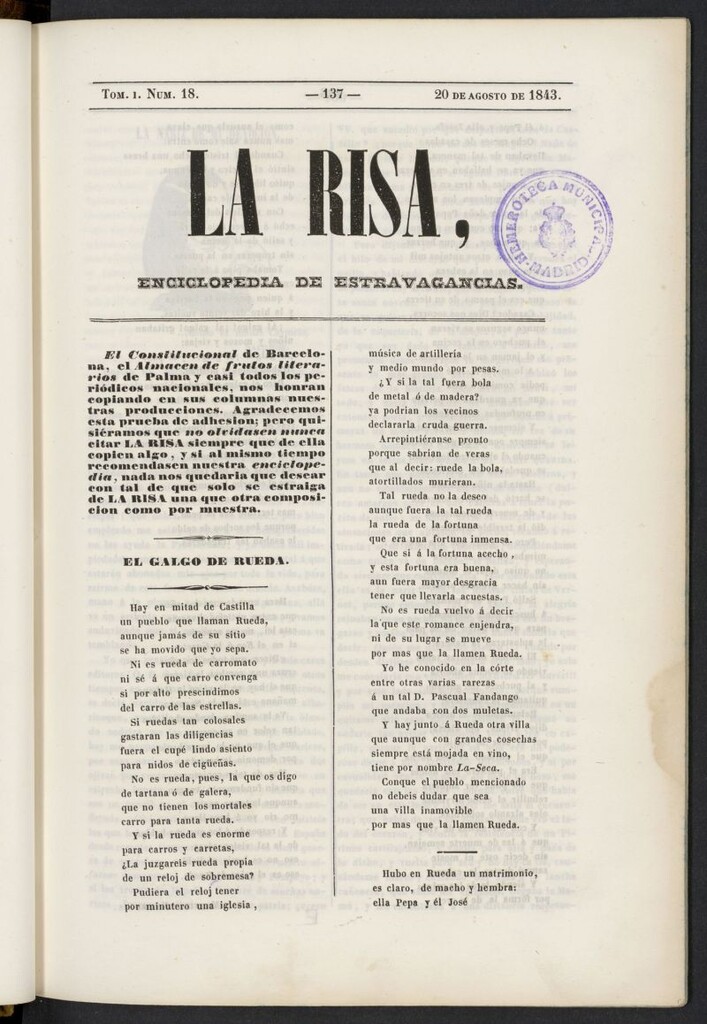 TOM. I. NUM. 18.
— 137 —
20 DE AGOSTO DE 1843.
LA RISA,
ENCICLOPEDIA DE ESTRAVAGANCIAS.
HEMEROTECA MUNICIPAL
MADRID
El Constitucional de Barcelo-
na, el Almacen de frutos litera-
rios de Palma y casi todos los pe-
riódicos nacionales, nos honran
copiando en sus columnas nues-
tras producciones. Agradecemos
esta prueba de adhesion; pero qui-
siéramos que no olvidasen nunca
citar LA RISA siempre que de ella
copien algo, y si al mismo tiempo
recomendasen nuestra enciclope-
dia, nada nos quedaria que desear
con tal de que solo se estraiga
de LA RISA una que otra composi-
cion como por muestra.
EL GALGO DE RUEDA.
Hay en mitad de Castilla
un pueblo que llaman Rueda,
aunque jamás de su sitio
se ha movido que yo sepa.
Ni es rueda de carromato
ni sé á que carro convenga
si por alto prescindimos
del carro de las estrellas.
Si ruedas tan colosales
gastaran las diligencias
fuera el cupé lindo asiento
para nidos de cigüeñas.
No es rueda, pues, la que os digo
de tartana ó de galera,
que no tienen los mortales
carro para tanta rueda.
Y si la rueda es enorme
para carros y carretas,
¿La juzgareis rueda propia
de un reloj de sobremesa?
Pudiera el reloj tener
por minutero una iglesia,
música de artillería
y medio mundo por pesas.
¿Y si la tal fuera bola
de metal ó de madera?
ya podrian los vecinos
declararla cruda guerra.
Arrepintiéranse pronto
porque sabrian de veras
que al decir: ruede la bola,
atortillados murieran.
Tal rueda no la deseo
aunque fuera la tal rueda
la rueda de la fortuna
que era una fortuna inmensa.
Que si á la fortuna acecho,
y esta fortuna era buena,
aun fuera mayor desgracia
tener que llevarla acuestas.
No es rueda vuelvo á decir
la que este romance enjendra,
ni de su lugar se mueve
por mas que la llamen Rueda.
Yo he conocido en la córte
entre otras varias rarezas
á un tal D. Pascual Fandango
que andaba con dos muletas.
Y hay junto á Rueda otra villa
que aunque con grandes cosechas
siempre está mojada en vino,
tiene por nombre La-Seca.
Conque el pueblo mencionado
no debeis dudar que sea
una villa inamovible
por mas que la llamen Rueda.
Hubo en Rueda un matrimonio,
es claro, de macho y hembra:
ella Pepa y él José